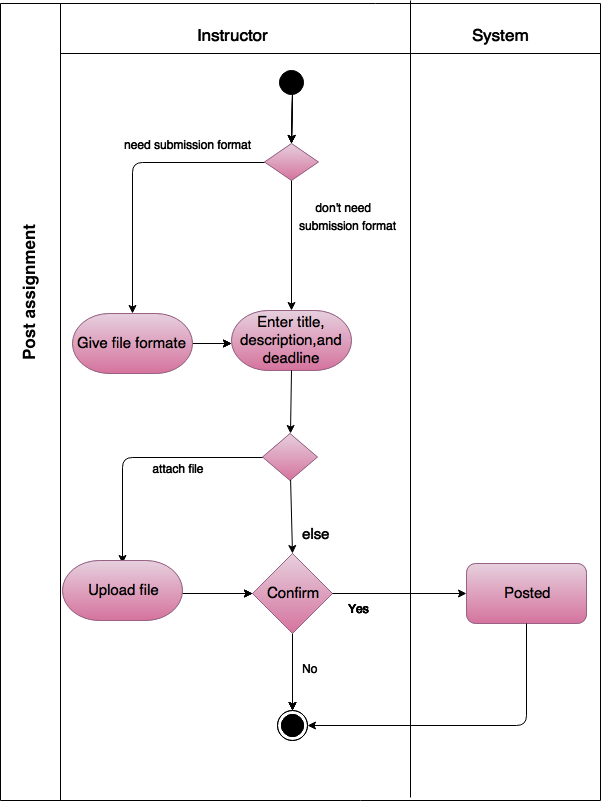 Instructor
System
Post assignment
need submission format
don't need
submission format
Give file formate
Enter title,
description,and
deadline
attach file
else
Upload file
Confirm
Yes
Posted
No